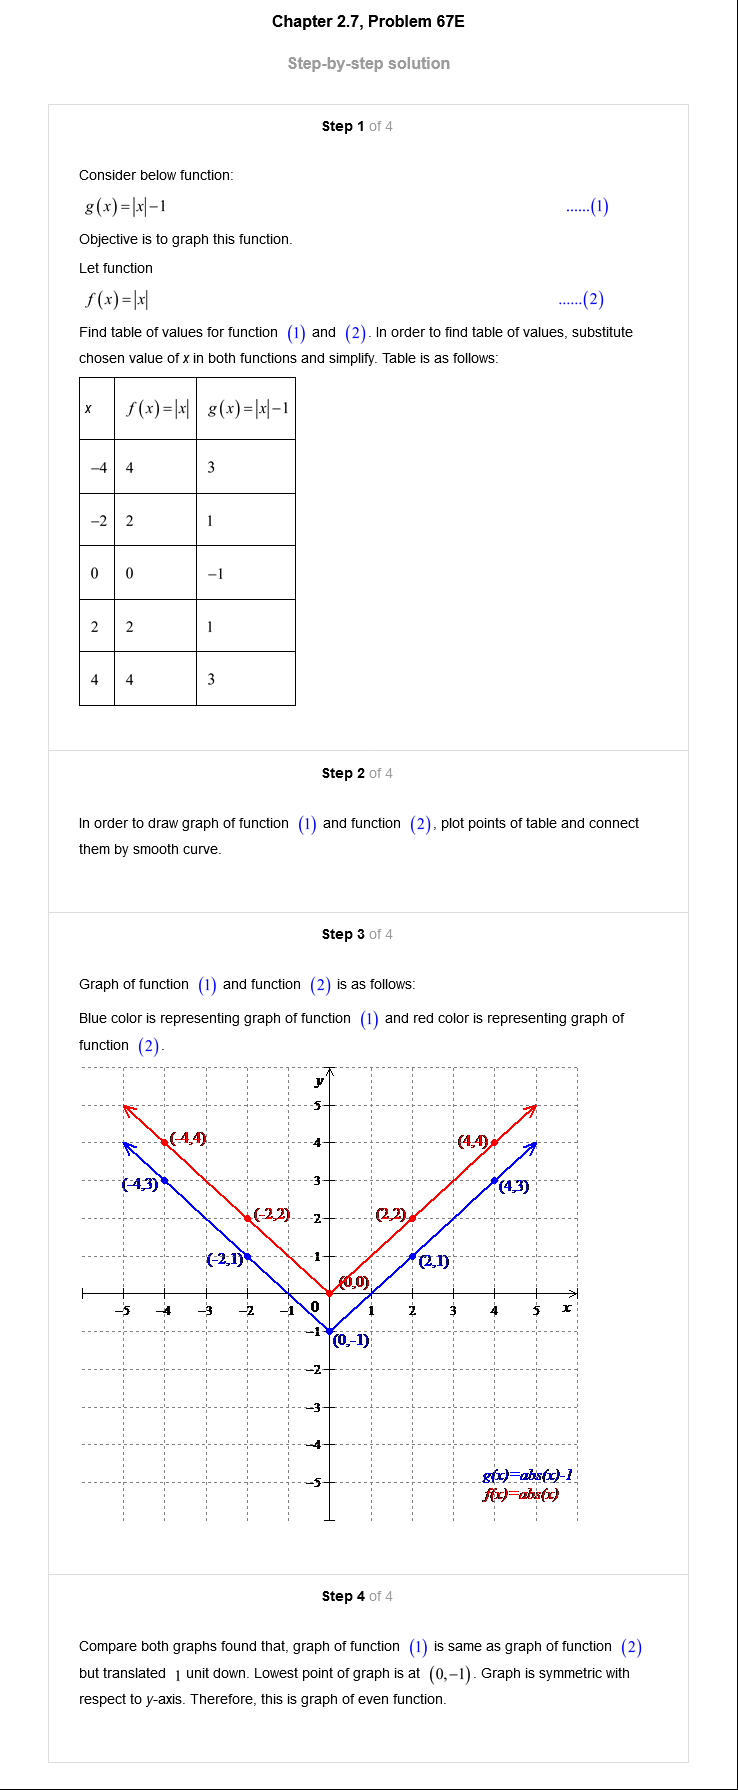 Chapter 2.7, Problem 67E
Step-by-step solution
Step 1 of 4
Consider below function:
g(x)=|x|−1 ......(1)
Objective is to graph this function.
Let function
f(x)=|x| ......(2)
Find table of values for function (1) and (2). In order to find table of values, substitute
chosen value of x in both functions and simplify. Table is as follows:
x f(x)=|x| g(x)=|x|−1
−4 4 3
−2 2 1
0 0 −1
2 2 1
4 4 3
Step 2 of 4
In order to draw graph of function (1) and function (2), plot points of table and connect
them by smooth curve.
Step 3 of 4
Graph of function (1) and function (2) is as follows:
Blue color is representing graph of function (1) and red color is representing graph of
function (2).
y
5
(-4,4) 4 (4,4)
(-4,3) 3 (4,3)
(-2,2) 2 (2,2)
(-2,1) 1 (2,1)
(0,0)
−5 −4 −3 −2 −1 0 1 2 3 4 5 x
−1 (0,-1)
−2
−3
−4
−5
g(x)=abs(x)-1
f(x)=abs(x)
Step 4 of 4
Compare both graphs found that, graph of function (1) is same as graph of function (2)
but translated 1 unit down. Lowest point of graph is at (0,−1). Graph is symmetric with
respect to y-axis. Therefore, this is graph of even function.